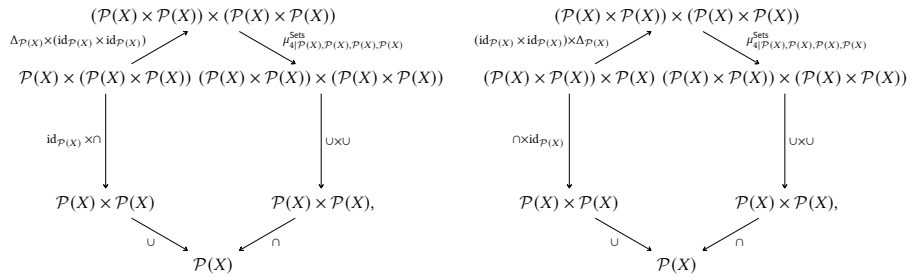 (𝒫(X) × 𝒫(X)) × (𝒫(X) × 𝒫(X))
Δ_{𝒫(X)}×(id_{𝒫(X)} × id_{𝒫(X)})
μ^{Sets}_{4|𝒫(X),𝒫(X),𝒫(X),𝒫(X)}
𝒫(X) × (𝒫(X) × 𝒫(X)) (𝒫(X) × 𝒫(X)) × (𝒫(X) × 𝒫(X))
id_{𝒫(X)} ×∩
∪×∪
𝒫(X) × 𝒫(X)
𝒫(X) × 𝒫(X),
∪
∩
𝒫(X)
(𝒫(X) × 𝒫(X)) × (𝒫(X) × 𝒫(X))
(id_{𝒫(X)} × id_{𝒫(X)})×Δ_{𝒫(X)}
μ^{Sets}_{4|𝒫(X),𝒫(X),𝒫(X),𝒫(X)}
(𝒫(X) × 𝒫(X)) × 𝒫(X) (𝒫(X) × 𝒫(X)) × (𝒫(X) × 𝒫(X))
∩×id_{𝒫(X)}
∪×∪
𝒫(X) × 𝒫(X)
𝒫(X) × 𝒫(X),
∪
∩
𝒫(X)